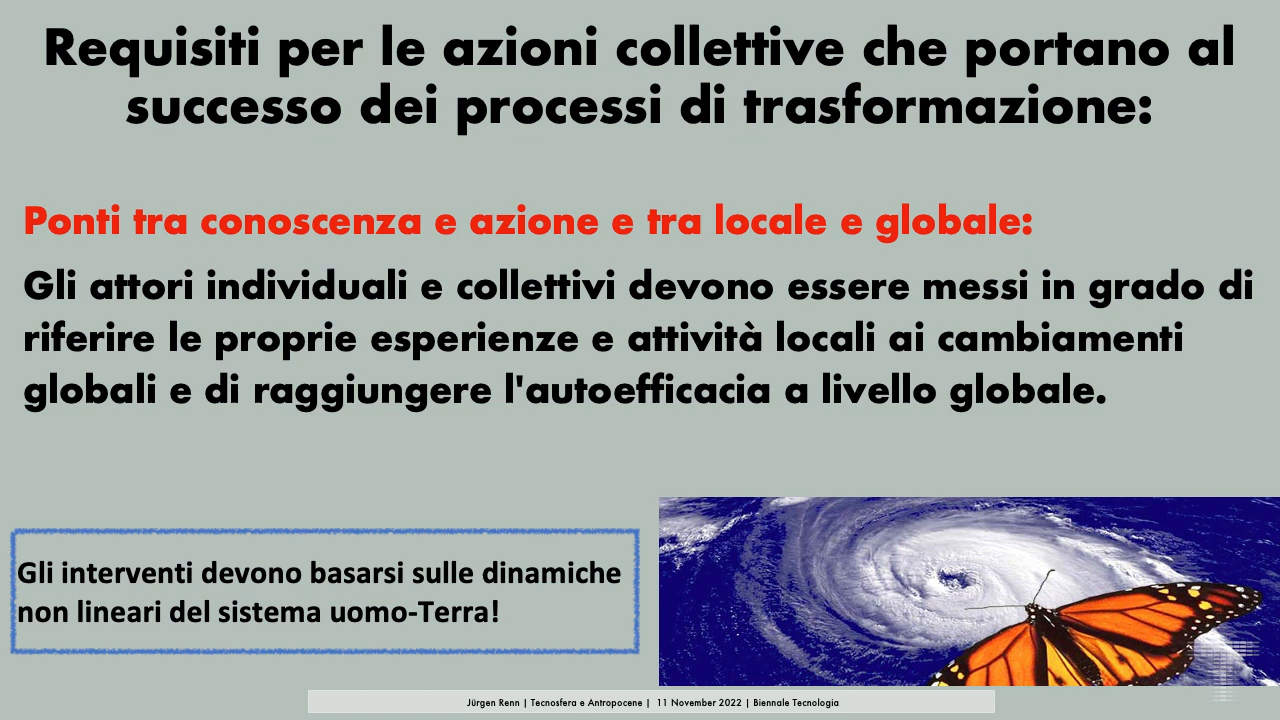 Requisiti per le azioni collettive che portano al
successo dei processi di trasformazione:
Ponti tra conoscenza e azione e tra locale e globale:
Gli attori individuali e collettivi devono essere messi in grado di
riferire le proprie esperienze e attività locali ai cambiamenti
globali e di raggiungere l'autoefficacia a livello globale.
Gli interventi devono basarsi sulle dinamiche
non lineari del sistema uomo-Terra!
Jürgen Renn | Tecnosfera e Antropocene | 11 November 2022 | Biennale Tecnologia